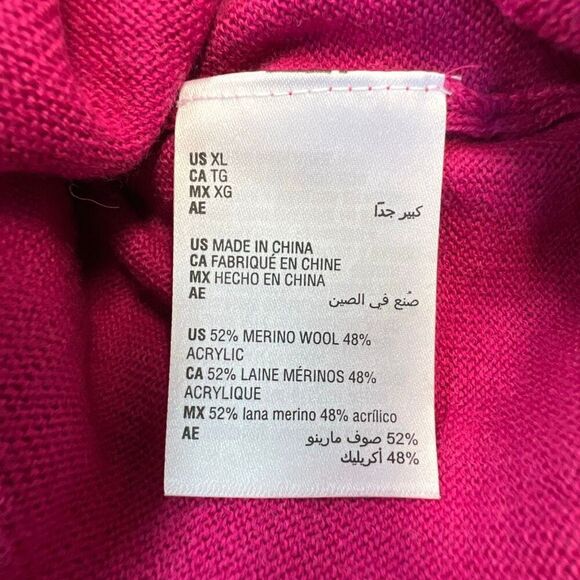 US XL
CA TG
MX XG
AE كبير جدًا
US MADE IN CHINA
CA FABRIQUÉ EN CHINE
MX HECHO EN CHINA
AE صُنع في الصين
US 52% MERINO WOOL 48%
ACRYLIC
CA 52% LAINE MÉRINOS 48%
ACRYLIQUE
MX 52% lana merino 48% acrílico
AE 52% صوف مارينو
48% أكريليك